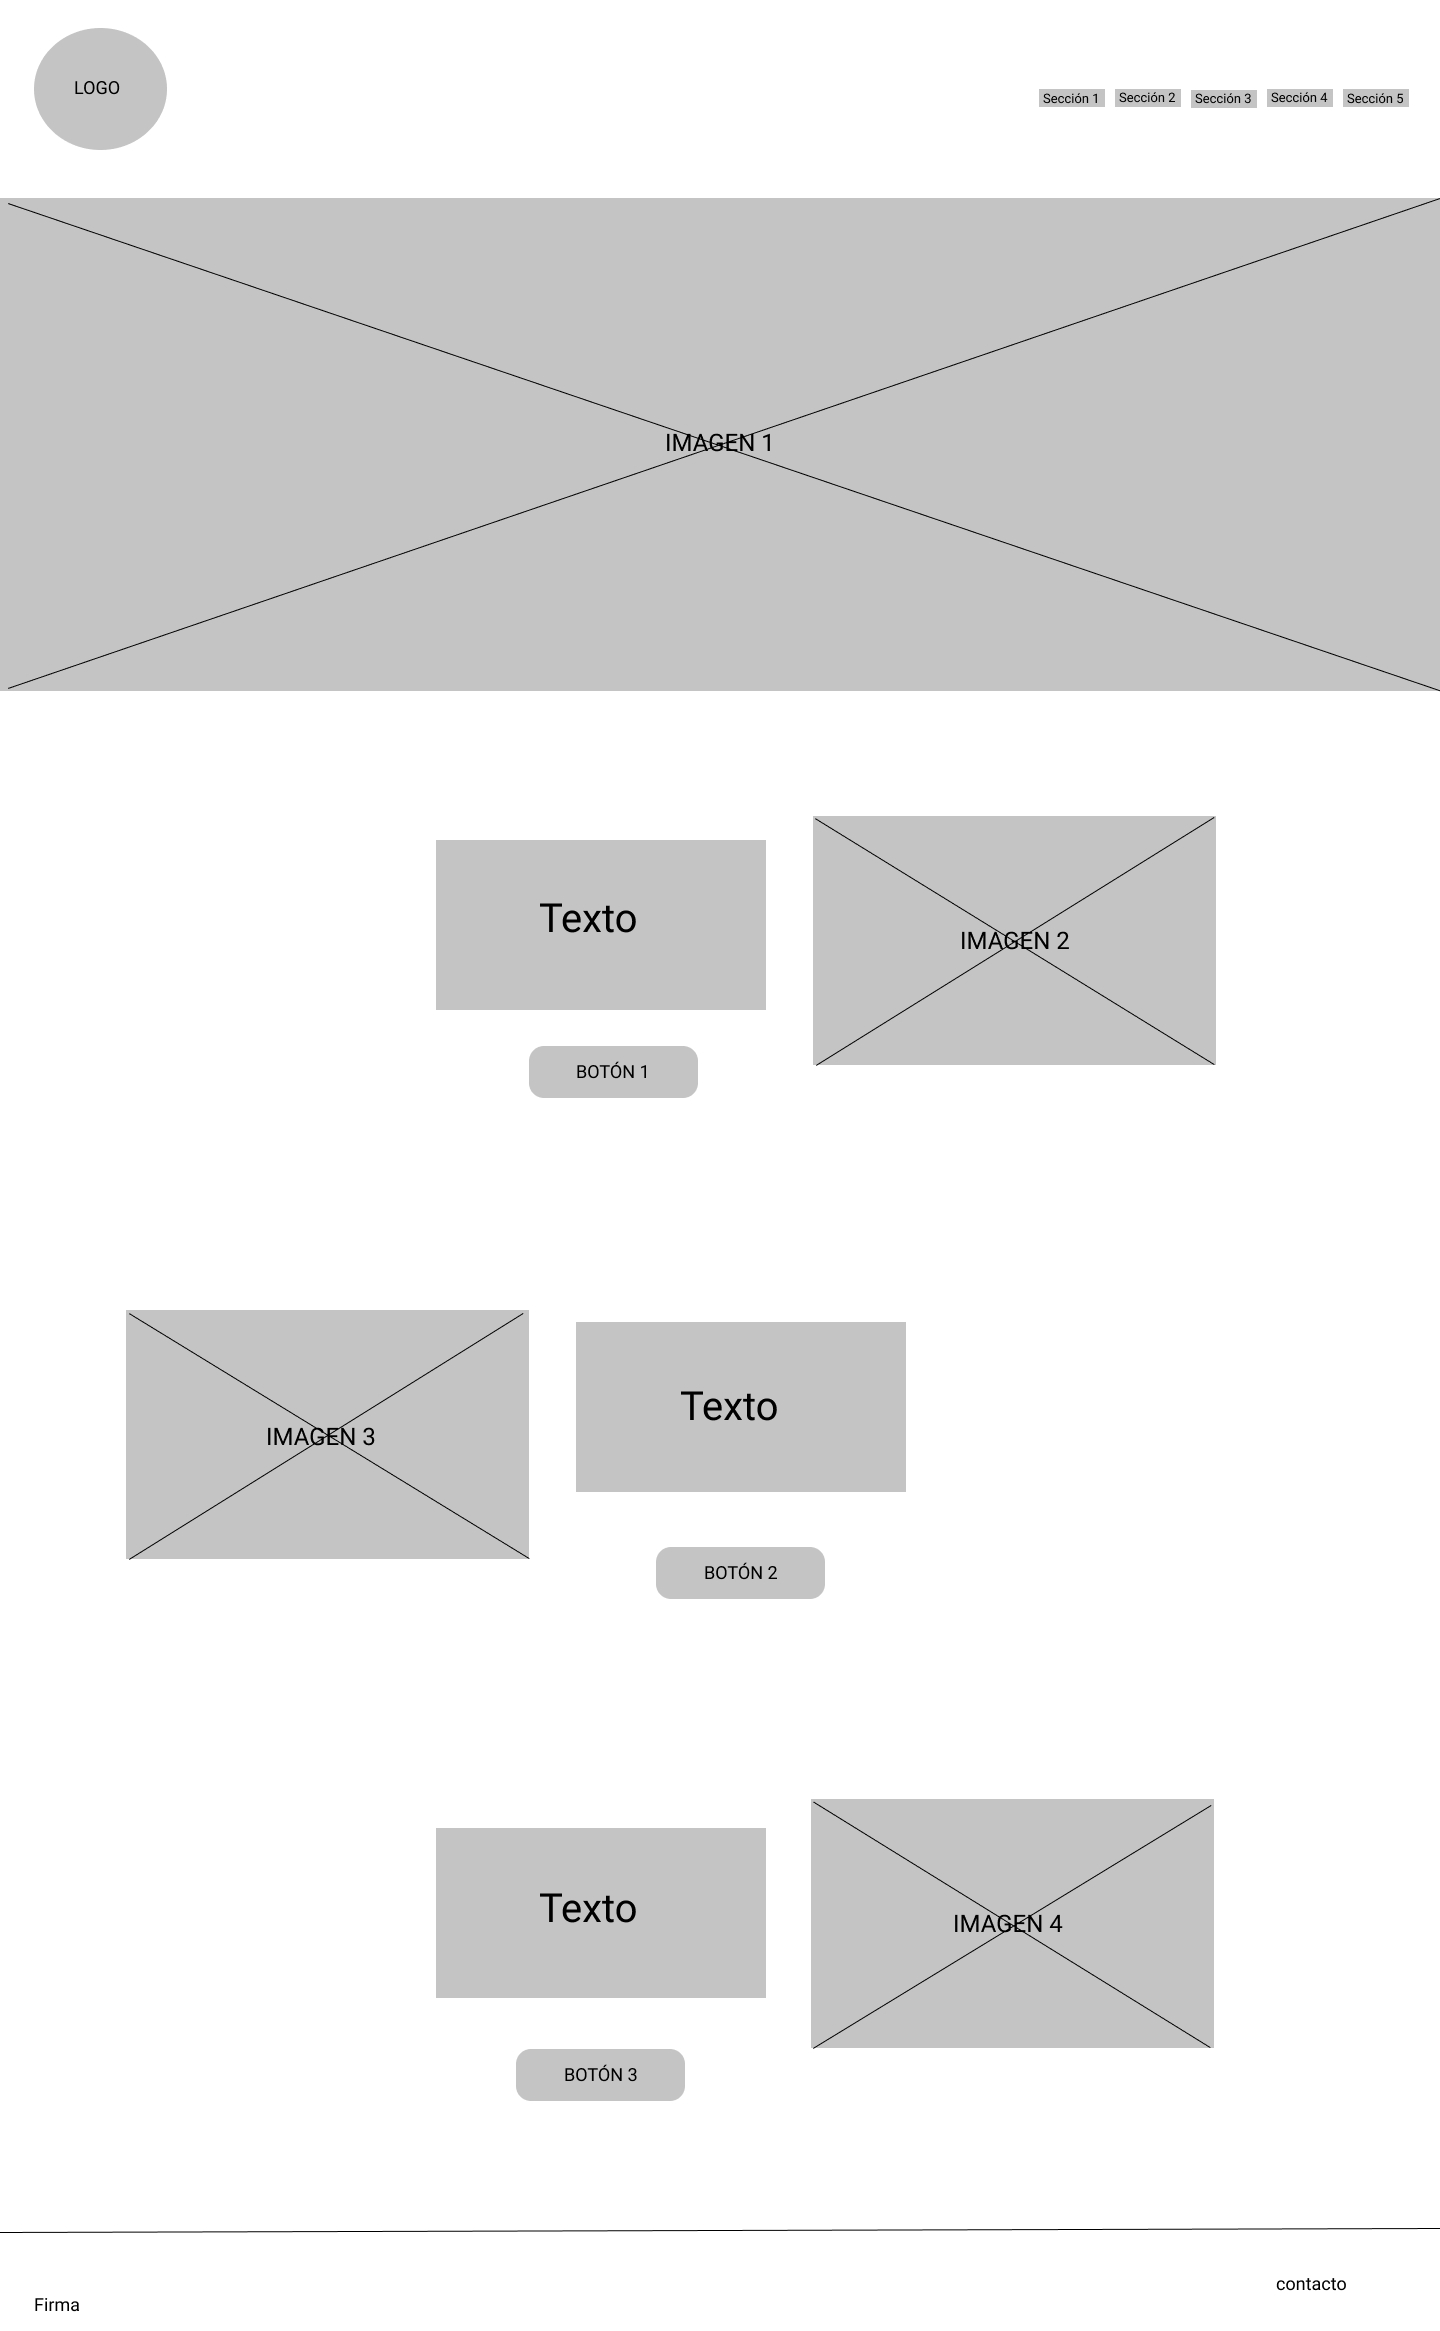 LOGO
Sección 1
Sección 2
Sección 3
Sección 4
Sección 5
IMAGEN 1
Texto
IMAGEN 2
BOTÓN 1
IMAGEN 3
Texto
BOTÓN 2
Texto
IMAGEN 4
BOTÓN 3
contacto
Firma